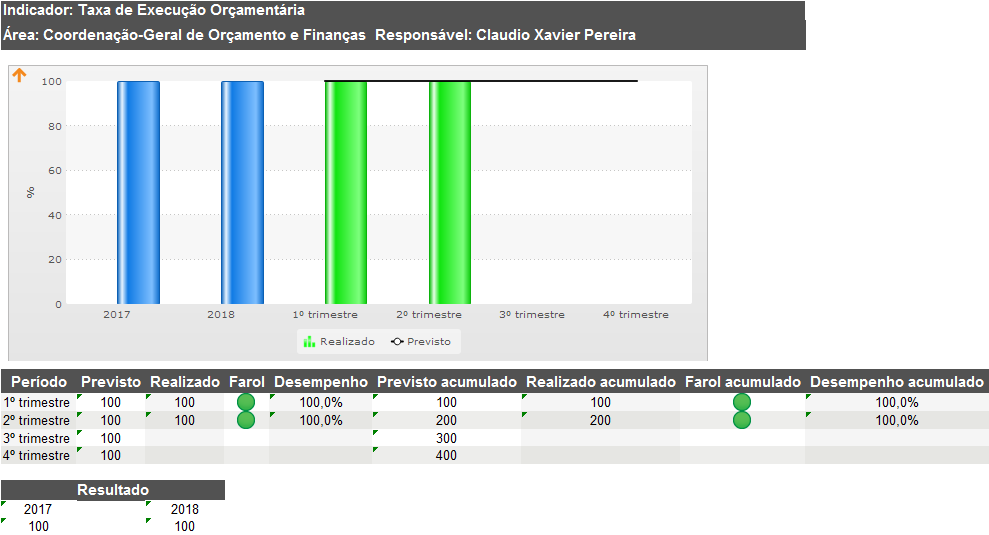 Indicador: Taxa de Execução Orçamentária
Área: Coordenação-Geral de Orçamento e Finanças  Responsável: Claudio Xavier Pereira
100
80
60
%
40
20
0
2017 2018 1º trimestre 2º trimestre 3º trimestre 4º trimestre
Realizado Previsto
Período Previsto Realizado Farol Desempenho Previsto acumulado Realizado acumulado Farol acumulado Desempenho acumulado
1º trimestre 100 100 100,0% 100 100 100,0%
2º trimestre 100 100 100,0% 200 200 100,0%
3º trimestre 100 300
4º trimestre 100 400
Resultado
2017 2018
100 100